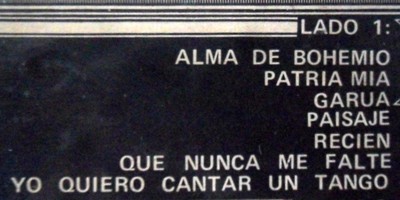 LADO 1:
ALMA DE BOHEMIO
PATRIA MIA
GARUA
PAISAJE
RECIEN
QUE NUNCA ME FALTE
YO QUIERO CANTAR UN TANGO